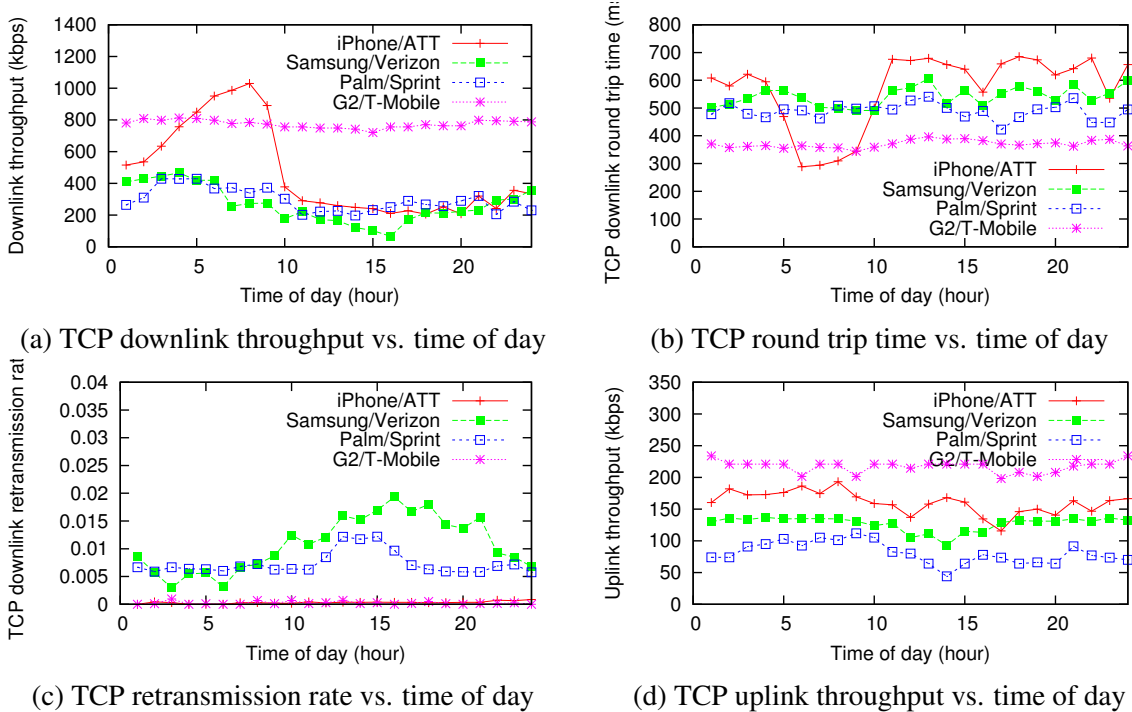 1400
1200
1000
800
600
400
200
0
Downlink throughput (kbps)
iPhone/ATT
Samsung/Verizon
Palm/Sprint
G2/T-Mobile
0 5 10 15 20
Time of day (hour)
(a) TCP downlink throughput vs. time of day
800
700
600
500
400
300
200
100
0
TCP downlink round trip time (ms
iPhone/ATT
Samsung/Verizon
Palm/Sprint
G2/T-Mobile
0 5 10 15 20
Time of day (hour)
(b) TCP round trip time vs. time of day
0.04
0.035
0.03
0.025
0.02
0.015
0.01
0.005
0
TCP downlink retransmission rat
iPhone/ATT
Samsung/Verizon
Palm/Sprint
G2/T-Mobile
0 5 10 15 20
Time of day (hour)
(c) TCP retransmission rate vs. time of day
350
300
250
200
150
100
50
0
Uplink throughput (kbps)
iPhone/ATT
Samsung/Verizon
Palm/Sprint
G2/T-Mobile
0 5 10 15 20
Time of day (hour)
(d) TCP uplink throughput vs. time of day